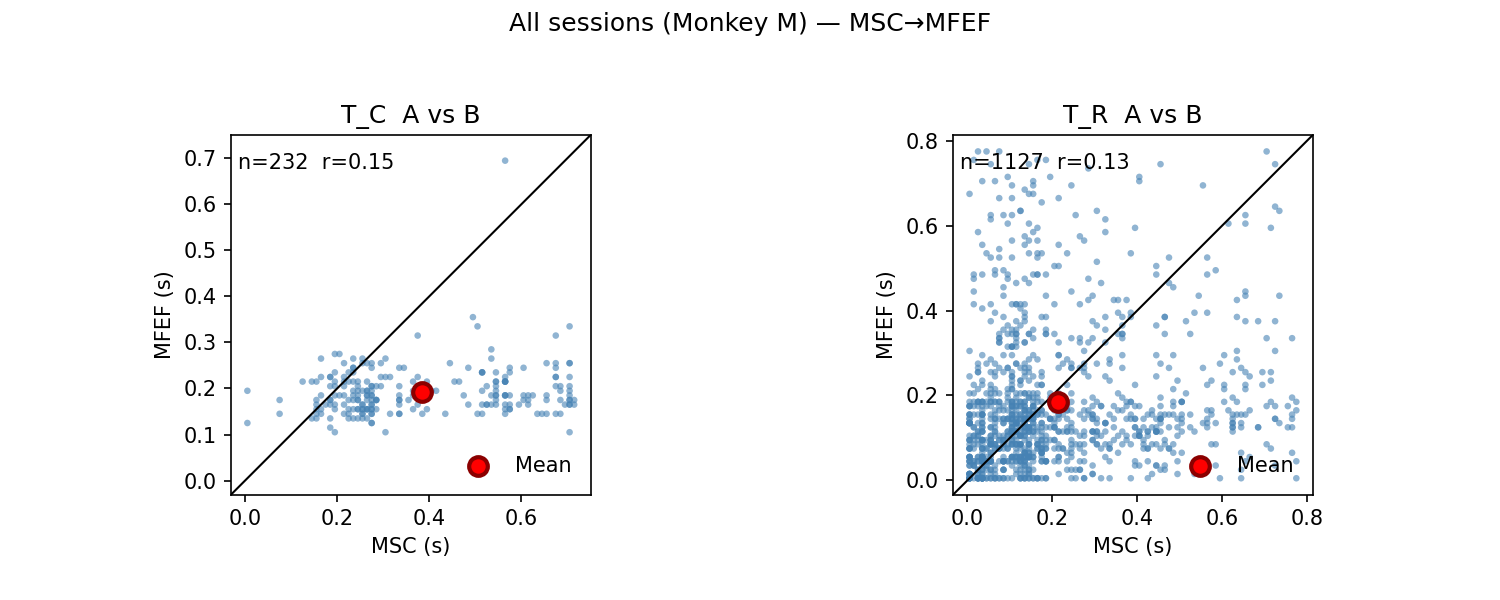 All sessions (Monkey M) — MSC→MFEF
T_C  A vs B
n=232  r=0.15
0.7
0.6
0.5
0.4
0.3
0.2
0.1
0.0
MFEF (s)
Mean
0.0 0.2 0.4 0.6
MSC (s)
T_R  A vs B
n=1127  r=0.13
0.8
0.6
0.4
0.2
0.0
MFEF (s)
Mean
0.0 0.2 0.4 0.6 0.8
MSC (s)